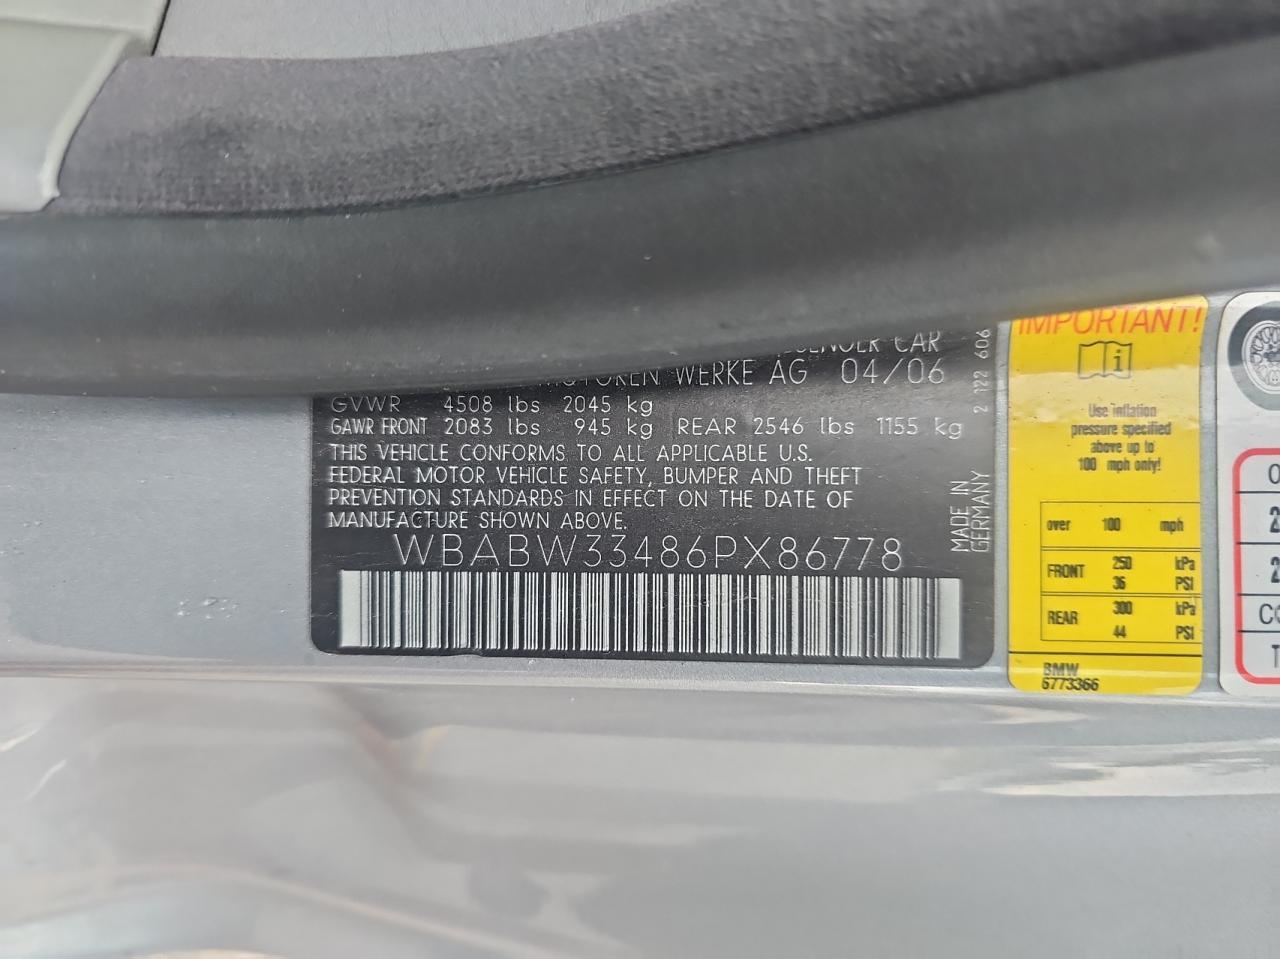 CAR
WERKE AG 04/06
GVWR 4508 lbs 2045 kg
GAWR FRONT 2083 lbs 945 kg REAR 2546 lbs 1155 kg
THIS VEHICLE CONFORMS TO ALL APPLICABLE U.S.
FEDERAL MOTOR VEHICLE SAFETY, BUMPER AND THEFT
PREVENTION STANDARDS IN EFFECT ON THE DATE OF
MANUFACTURE SHOWN ABOVE.
WBABW33486PX86778
MADE IN
GERMANY
2 122 606
IMPORTANT!
i
Use inflation
pressure specified
above up to
100 mph only!
over 100 mph
FRONT 250 kPa
36 PSI
REAR 300 kPa
44 PSI
BMW
6773366